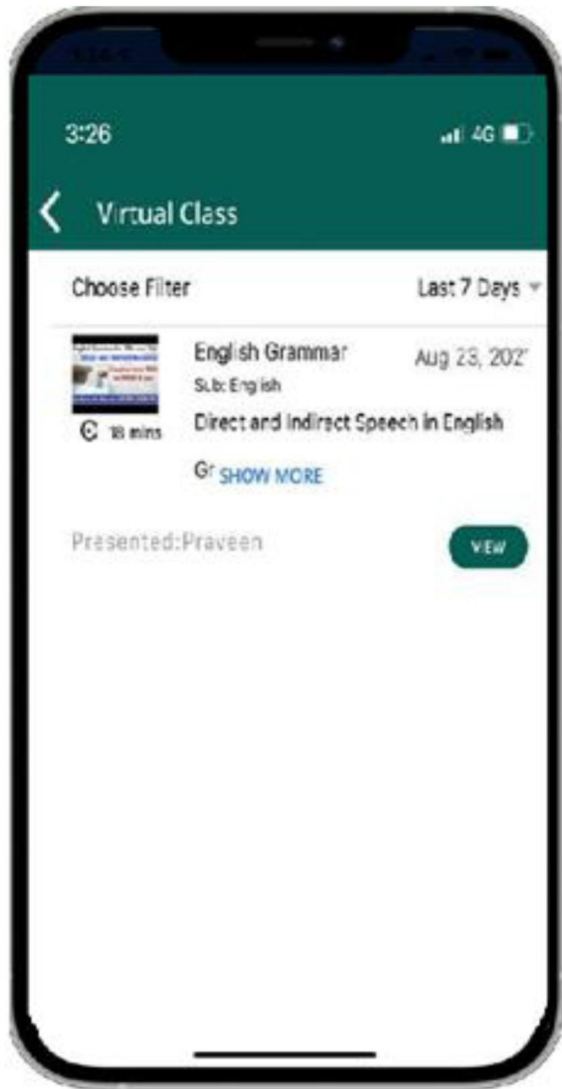 3:26 4G
Virtual Class
Choose Filter Last 7 Days
English Grammar Aug 23, 202
Sub: English
18 mins Direct and Indirect Speech in English
Gr SHOW MORE
Presented:Praveen VIEW